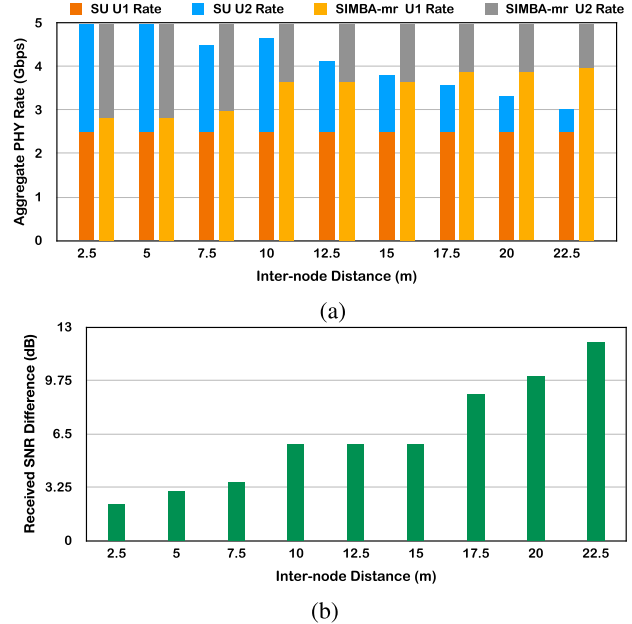 SU U1 Rate SU U2 Rate SIMBA-mr U1 Rate SIMBA-mr U2 Rate
Aggregate PHY Rate (Gbps)
5
4
3
2
1
0
2.5 5 7.5 10 12.5 15 17.5 20 22.5
Inter-node Distance (m)
(a)
Received SNR Difference (dB)
13
9.75
6.5
3.25
0
2.5 5 7.5 10 12.5 15 17.5 20 22.5
Inter-node Distance (m)
(b)